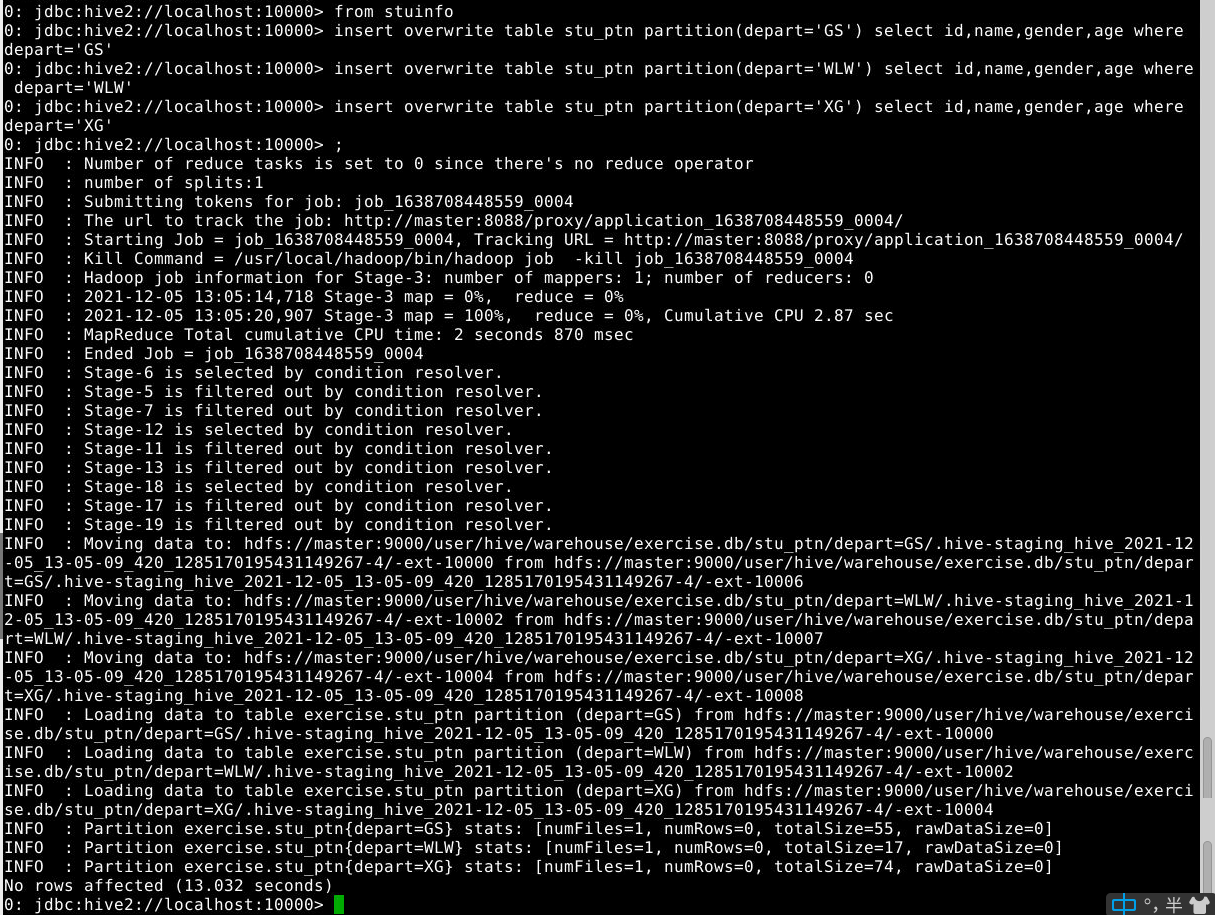 0: jdbc:hive2://localhost:10000> from stuinfo
0: jdbc:hive2://localhost:10000> insert overwrite table stu_ptn partition(depart='GS') select id,name,gender,age where
depart='GS'
0: jdbc:hive2://localhost:10000> insert overwrite table stu_ptn partition(depart='WLW') select id,name,gender,age where
 depart='WLW'
0: jdbc:hive2://localhost:10000> insert overwrite table stu_ptn partition(depart='XG') select id,name,gender,age where
depart='XG'
0: jdbc:hive2://localhost:10000> ;
INFO  : Number of reduce tasks is set to 0 since there's no reduce operator
INFO  : number of splits:1
INFO  : Submitting tokens for job: job_1638708448559_0004
INFO  : The url to track the job: http://master:8088/proxy/application_1638708448559_0004/
INFO  : Starting Job = job_1638708448559_0004, Tracking URL = http://master:8088/proxy/application_1638708448559_0004/
INFO  : Kill Command = /usr/local/hadoop/bin/hadoop job  -kill job_1638708448559_0004
INFO  : Hadoop job information for Stage-3: number of mappers: 1; number of reducers: 0
INFO  : 2021-12-05 13:05:14,718 Stage-3 map = 0%,  reduce = 0%
INFO  : 2021-12-05 13:05:20,907 Stage-3 map = 100%,  reduce = 0%, Cumulative CPU 2.87 sec
INFO  : MapReduce Total cumulative CPU time: 2 seconds 870 msec
INFO  : Ended Job = job_1638708448559_0004
INFO  : Stage-6 is selected by condition resolver.
INFO  : Stage-5 is filtered out by condition resolver.
INFO  : Stage-7 is filtered out by condition resolver.
INFO  : Stage-12 is selected by condition resolver.
INFO  : Stage-11 is filtered out by condition resolver.
INFO  : Stage-13 is filtered out by condition resolver.
INFO  : Stage-18 is selected by condition resolver.
INFO  : Stage-17 is filtered out by condition resolver.
INFO  : Stage-19 is filtered out by condition resolver.
INFO  : Moving data to: hdfs://master:9000/user/hive/warehouse/exercise.db/stu_ptn/depart=GS/.hive-staging_hive_2021-12
-05_13-05-09_420_1285170195431149267-4/-ext-10000 from hdfs://master:9000/user/hive/warehouse/exercise.db/stu_ptn/depar
t=GS/.hive-staging_hive_2021-12-05_13-05-09_420_1285170195431149267-4/-ext-10006
INFO  : Moving data to: hdfs://master:9000/user/hive/warehouse/exercise.db/stu_ptn/depart=WLW/.hive-staging_hive_2021-1
2-05_13-05-09_420_1285170195431149267-4/-ext-10002 from hdfs://master:9000/user/hive/warehouse/exercise.db/stu_ptn/depa
rt=WLW/.hive-staging_hive_2021-12-05_13-05-09_420_1285170195431149267-4/-ext-10007
INFO  : Moving data to: hdfs://master:9000/user/hive/warehouse/exercise.db/stu_ptn/depart=XG/.hive-staging_hive_2021-12
-05_13-05-09_420_1285170195431149267-4/-ext-10004 from hdfs://master:9000/user/hive/warehouse/exercise.db/stu_ptn/depar
t=XG/.hive-staging_hive_2021-12-05_13-05-09_420_1285170195431149267-4/-ext-10008
INFO  : Loading data to table exercise.stu_ptn partition (depart=GS) from hdfs://master:9000/user/hive/warehouse/exerci
se.db/stu_ptn/depart=GS/.hive-staging_hive_2021-12-05_13-05-09_420_1285170195431149267-4/-ext-10000
INFO  : Loading data to table exercise.stu_ptn partition (depart=WLW) from hdfs://master:9000/user/hive/warehouse/exerc
ise.db/stu_ptn/depart=WLW/.hive-staging_hive_2021-12-05_13-05-09_420_1285170195431149267-4/-ext-10002
INFO  : Loading data to table exercise.stu_ptn partition (depart=XG) from hdfs://master:9000/user/hive/warehouse/exerci
se.db/stu_ptn/depart=XG/.hive-staging_hive_2021-12-05_13-05-09_420_1285170195431149267-4/-ext-10004
INFO  : Partition exercise.stu_ptn{depart=GS} stats: [numFiles=1, numRows=0, totalSize=55, rawDataSize=0]
INFO  : Partition exercise.stu_ptn{depart=WLW} stats: [numFiles=1, numRows=0, totalSize=17, rawDataSize=0]
INFO  : Partition exercise.stu_ptn{depart=XG} stats: [numFiles=1, numRows=0, totalSize=74, rawDataSize=0]
No rows affected (13.032 seconds)
0: jdbc:hive2://localhost:10000>
中 °, 半